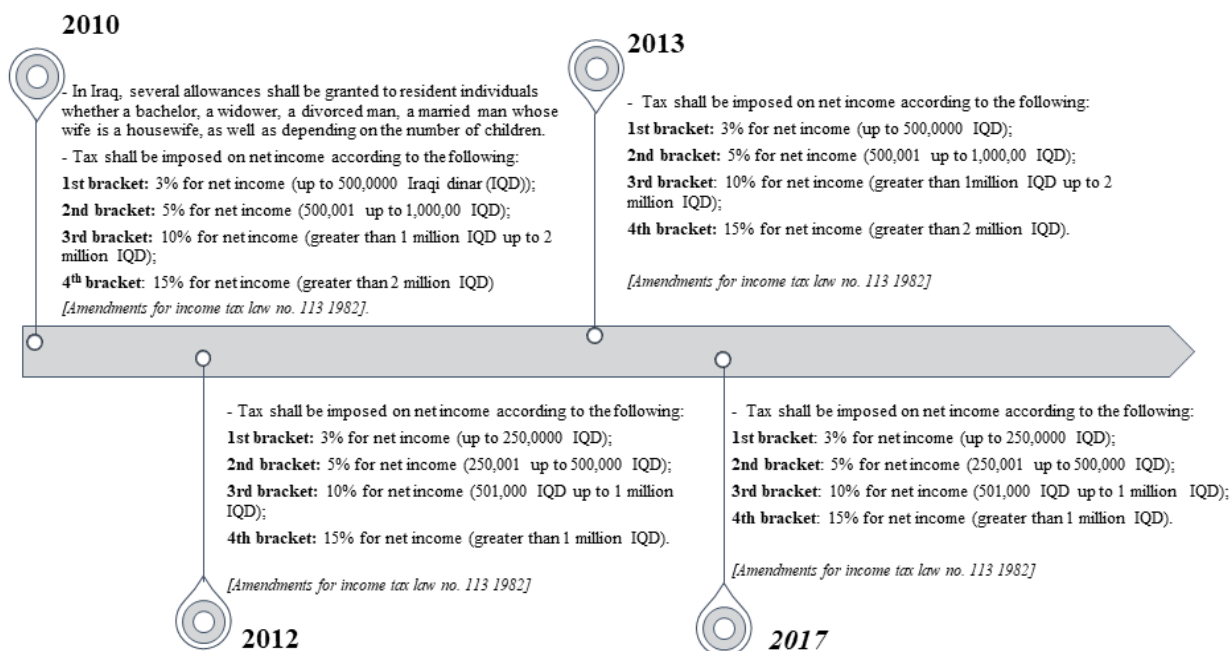 2010
- In Iraq, several allowances shall be granted to resident individuals
whether a bachelor, a widower, a divorced man, a married man whose
wife is a housewife, as well as depending on the number of children.
- Tax shall be imposed on net income according to the following:
1st bracket: 3% for net income (up to 500,0000 Iraqi dinar (IQD));
2nd bracket: 5% for net income (500,001 up to 1,000,00 IQD);
3rd bracket: 10% for net income (greater than 1 million IQD up to 2
million IQD);
4th bracket: 15% for net income (greater than 2 million IQD)
[Amendments for income tax law no. 113 1982].
2013
- Tax shall be imposed on net income according to the following:
1st bracket: 3% for net income (up to 500,0000 IQD);
2nd bracket: 5% for net income (500,001 up to 1,000,00 IQD);
3rd bracket: 10% for net income (greater than 1million IQD up to 2
million IQD);
4th bracket: 15% for net income (greater than 2 million IQD).
[Amendments for income tax law no. 113 1982]
- Tax shall be imposed on net income according to the following:
1st bracket: 3% for net income (up to 250,0000 IQD);
2nd bracket: 5% for net income (250,001 up to 500,000 IQD);
3rd bracket: 10% for net income (501,000 IQD up to 1 million
IQD);
4th bracket: 15% for net income (greater than 1 million IQD).
[Amendments for income tax law no. 113 1982]
2012
- Tax shall be imposed on net income according to the following:
1st bracket: 3% for net income (up to 250,0000 IQD);
2nd bracket: 5% for net income (250,001 up to 500,000 IQD);
3rd bracket: 10% for net income (501,000 IQD up to 1 million IQD);
4th bracket: 15% for net income (greater than 1 million IQD).
[Amendments for income tax law no. 113 1982]
2017